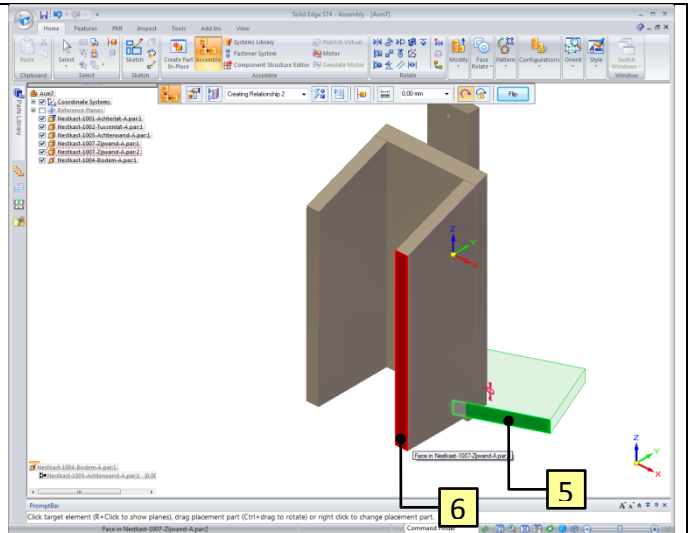 Solid Edge ST4 - Assembly - [Asm7]
Home Features PMI Inspect Tools Add Ins View
Paste Select Sketch Create Part In-Place Assemble
Systems Library
Fastener System
Component Structure Editor
Publish Virtual
Motor
Simulate Motor
Modify Face Relate Pattern Configurations Orient Style Switch Windows
Clipboard Select Sketch Assemble Relate Window
Creating Relationship 2 0,00 mm Flip
Parts Library
Asm7
Coordinate Systems
Reference Planes
Nestkast-1001-Achterlat-A.par:1
Nestkast-1002-Tussenlat-A.par:1
Nestkast-1005-Achterwand-A.par:1
Nestkast-1007-Zijwand-A.par:1
Nestkast-1007-Zijwand-A.par:2
Nestkast-1004-Bodem-A.par:1
Z
Y
X
Face in Nestkast-1007-Zijwand-A.par:2
Z
Y
X
Nestkast-1004-Bodem-A.par:1
Nestkast-1005-Achterwand-A.par:1 (0,00
6
5
PromptBar
Click target element (R+Click to show planes), drag placement part (Ctrl+drag to rotate) or right click to change placement part.
Face in Nestkast-1007-Zijwand-A.par:2 Command Finder